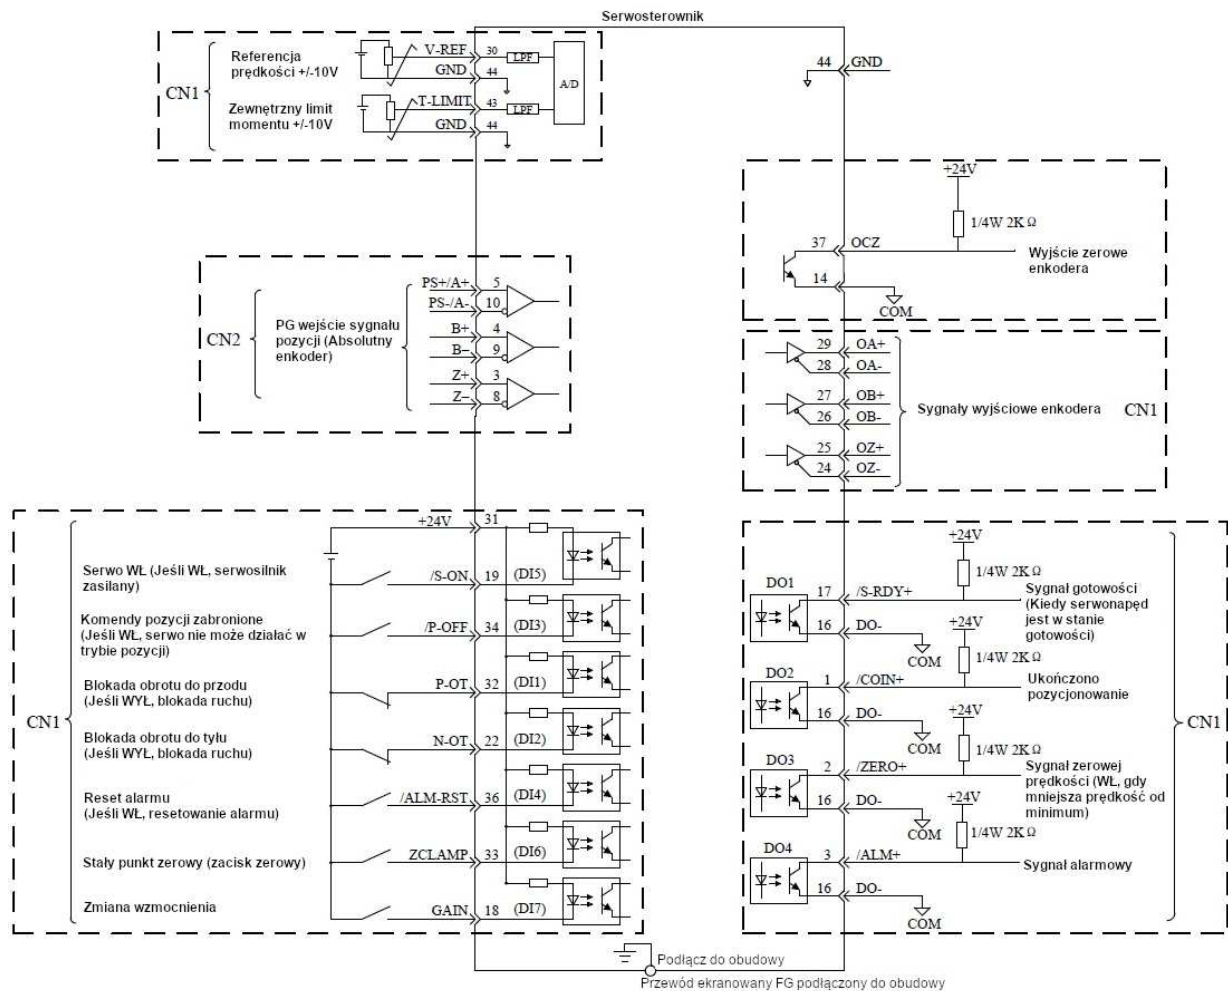 Serwosterownik
CN1
Referencja
prędkości +/-10V
V-REF 30 LPF
GND 44
A/D
Zewnętrzny limit
momentu +/-10V
T-LIMIT 43 LPF
GND 44
44 GND
+24V
1/4W 2K Ω
37 OCZ
Wyjście zerowe
enkodera
14
COM
CN2
PG wejście sygnału
pozycji (Absolutny
enkoder)
PS+/A+ 5
PS-/A- 10
B+ 4
B- 9
Z+ 3
Z- 8
29 OA+
28 OA-
27 OB+
26 OB-
25 OZ+
24 OZ-
Sygnały wyjściowe enkodera
CN1
CN1
+24V 31
Serwo WŁ (Jeśli WŁ, serwosilnik
zasilany)
/S-ON 19 (DI5)
Komendy pozycji zabronione
(Jeśli WŁ, serwo nie może działać w
trybie pozycji)
/P-OFF 34 (DI3)
Blokada obrotu do przodu
(Jeśli WYŁ, blokada ruchu)
P-OT 32 (DI1)
Blokada obrotu do tyłu
(Jeśli WYŁ, blokada ruchu)
N-OT 22 (DI2)
Reset alarmu
(Jeśli WŁ, resetowanie alarmu)
/ALM-RST 36 (DI4)
Stały punkt zerowy (zacisk zerowy)
ZCLAMP 33 (DI6)
Zmiana wzmocnienia
GAIN 18 (DI7)
+24V
1/4W 2K Ω
DO1
17 /S-RDY+
16 DO-
COM
Sygnał gotowości
(Kiedy serwonapęd
jest w stanie
gotowości)
+24V
1/4W 2K Ω
DO2
1 /COIN+
16 DO-
COM
Ukończono
pozycjonowanie
+24V
1/4W 2K Ω
DO3
2 /ZERO+
16 DO-
COM
Sygnał zerowej
prędkości (WŁ, gdy
mniejsza prędkość od
minimum)
+24V
1/4W 2K Ω
DO4
3 /ALM+
16 DO-
COM
Sygnał alarmowy
CN1
Podłącz do obudowy
Przewód ekranowany FG podłączony do obudowy